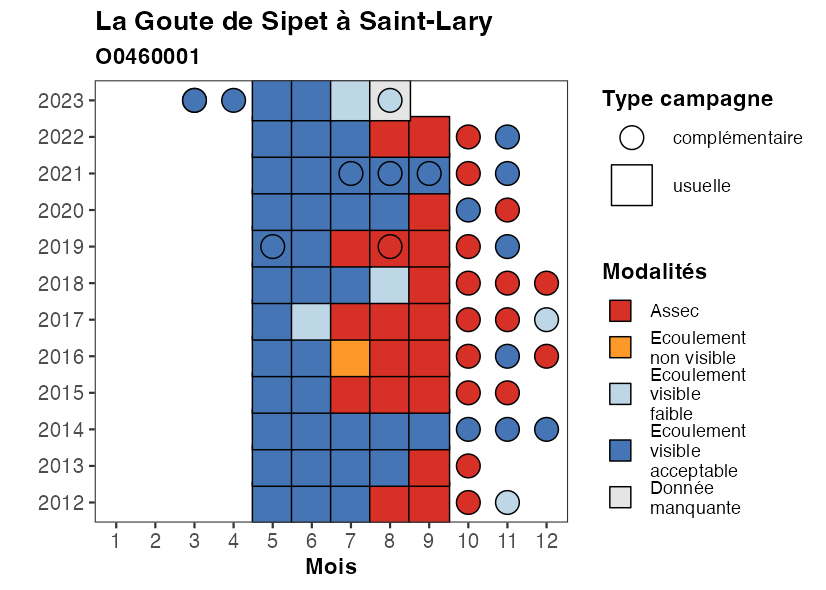 La Goute de Sipet à Saint-Lary
O0460001
2023
2022
2021
2020
2019
2018
2017
2016
2015
2014
2013
2012
1 2 3 4 5 6 7 8 9 10 11 12
Mois
Type campagne
complémentaire
usuelle
Modalités
Assec
Ecoulement
non visible
Ecoulement
visible
faible
Ecoulement
visible
acceptable
Donnée
manquante